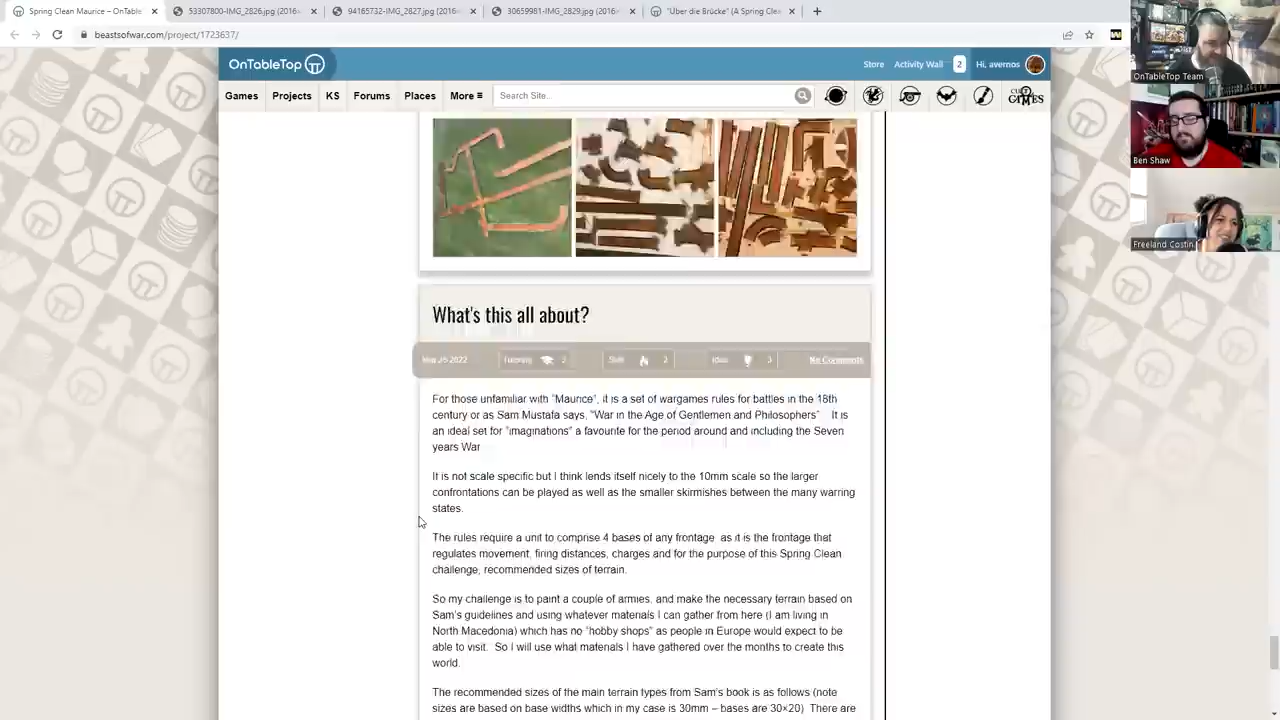 Spring Clean Maurice – OnTable
53307800-IMG_2826.jpg (2016×
94165732-IMG_2827.jpg (2016×
30659981-IMG_2829.jpg (2016×
"Über die Brücke" (A Spring Cle
beastsofwar.com/project/1723637/
OnTableTop
Store
Activity Wall
2
Hi, avernos
Games
Projects
KS
Forums
Places
More
Search Site...
GAMES
OnTableTop Team
Ben Shaw
Freeland Costin
What's this all about?
2022
Tutoring
3
Skill
3
Idea
3
No Comments
For those unfamiliar with "Maurice", it is a set of wargames rules for battles in the 18th
century or as Sam Mustafa says, "War in the Age of Gentlemen and Philosophers" It is
an ideal set for "imaginations" a favourite for the period around and including the Seven
years War
It is not scale specific but I think lends itself nicely to the 10mm scale so the larger
confrontations can be played as well as the smaller skirmishes between the many warring
states.
The rules require a unit to comprise 4 bases of any frontage as it is the frontage that
regulates movement, firing distances, charges and for the purpose of this Spring Clean
challenge, recommended sizes of terrain.
So my challenge is to paint a couple of armies, and make the necessary terrain based on
Sam's guidelines and using whatever materials I can gather from here (I am living in
North Macedonia) which has no "hobby shops" as people in Europe would expect to be
able to visit. So I will use what materials I have gathered over the months to create this
world.
The recommended sizes of the main terrain types from Sam's book is as follows (note
sizes are based on base widths which in my case is 30mm – bases are 30×20) There are